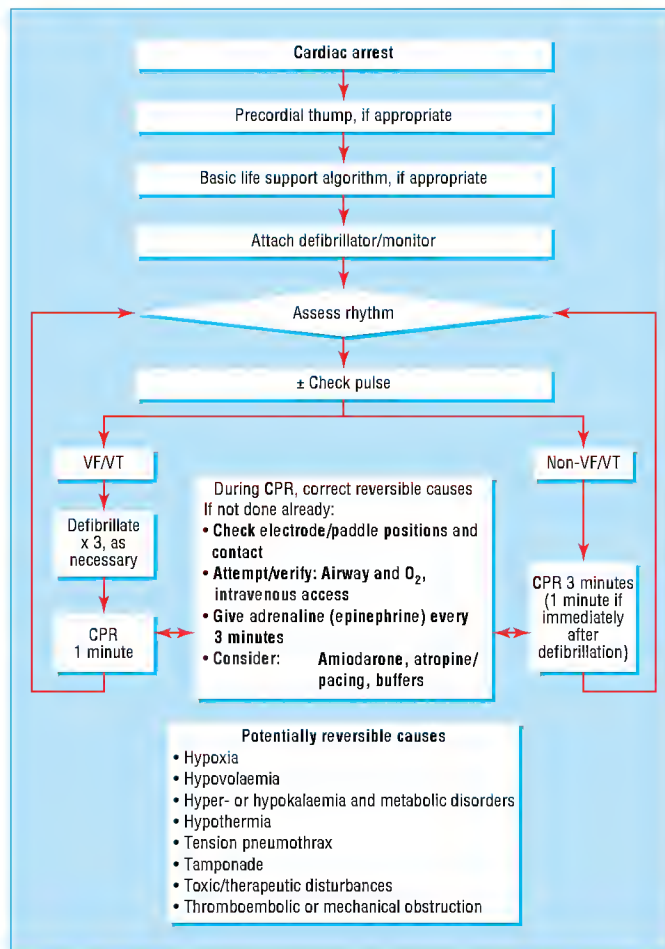 Cardiac arrest
Precordial thump, if appropriate
Basic life support algorithm, if appropriate
Attach defibrillator/monitor
Assess rhythm
± Check pulse
VF/VT
Defibrillate
x 3, as
necessary
CPR
1 minute
During CPR, correct reversible causes
If not done already:
• Check electrode/paddle positions and
contact
• Attempt/verify: Airway and O₂,
intravenous access
• Give adrenaline (epinephrine) every
3 minutes
• Consider: Amiodarone, atropine/
pacing, buffers
Non-VF/VT
CPR 3 minutes
(1 minute if
immediately
after
defibrillation)
Potentially reversible causes
• Hypoxia
• Hypovolaemia
• Hyper- or hypokalaemia and metabolic disorders
• Hypothermia
• Tension pneumothrax
• Tamponade
• Toxic/therapeutic disturbances
• Thromboembolic or mechanical obstruction